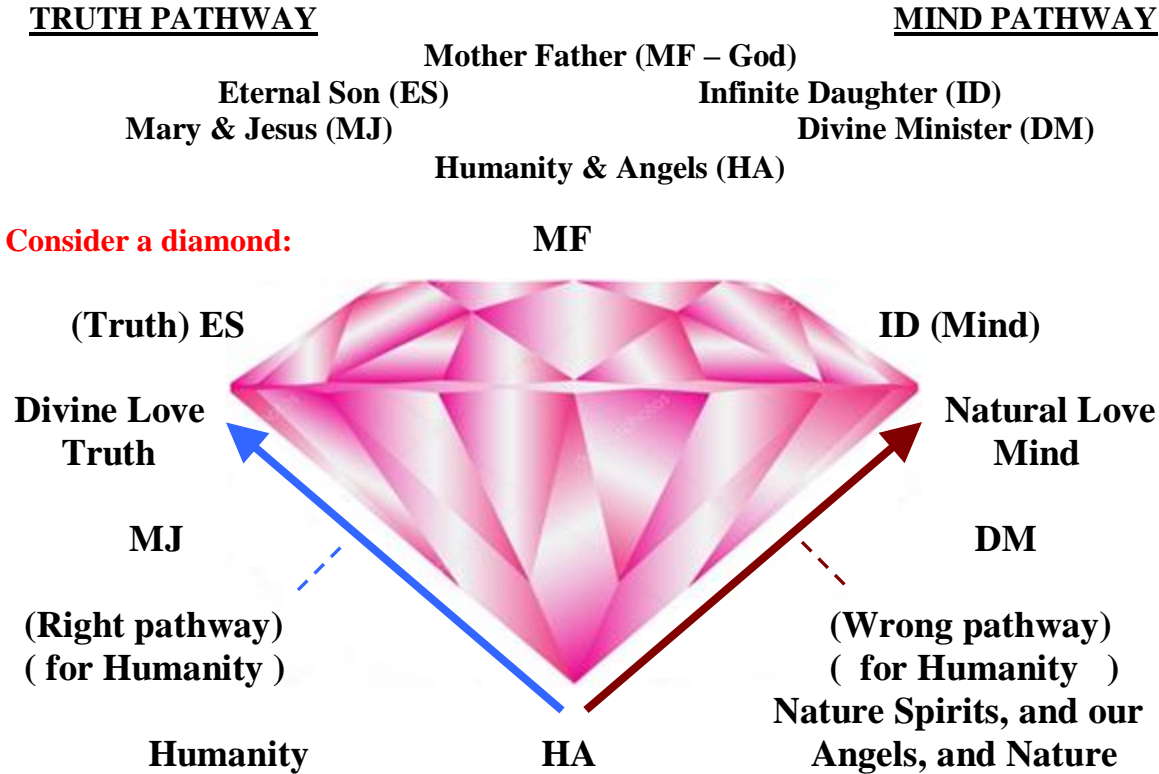 TRUTH PATHWAY MIND PATHWAY
Mother Father (MF – God)
Eternal Son (ES) Infinite Daughter (ID)
Mary & Jesus (MJ) Divine Minister (DM)
Humanity & Angels (HA)
Consider a diamond: MF
(Truth) ES ID (Mind)
Divine Love Natural Love
Truth Mind
MJ DM
(Right pathway) (Wrong pathway)
( for Humanity ) ( for Humanity )
Nature Spirits, and our
Humanity HA Angels, and Nature